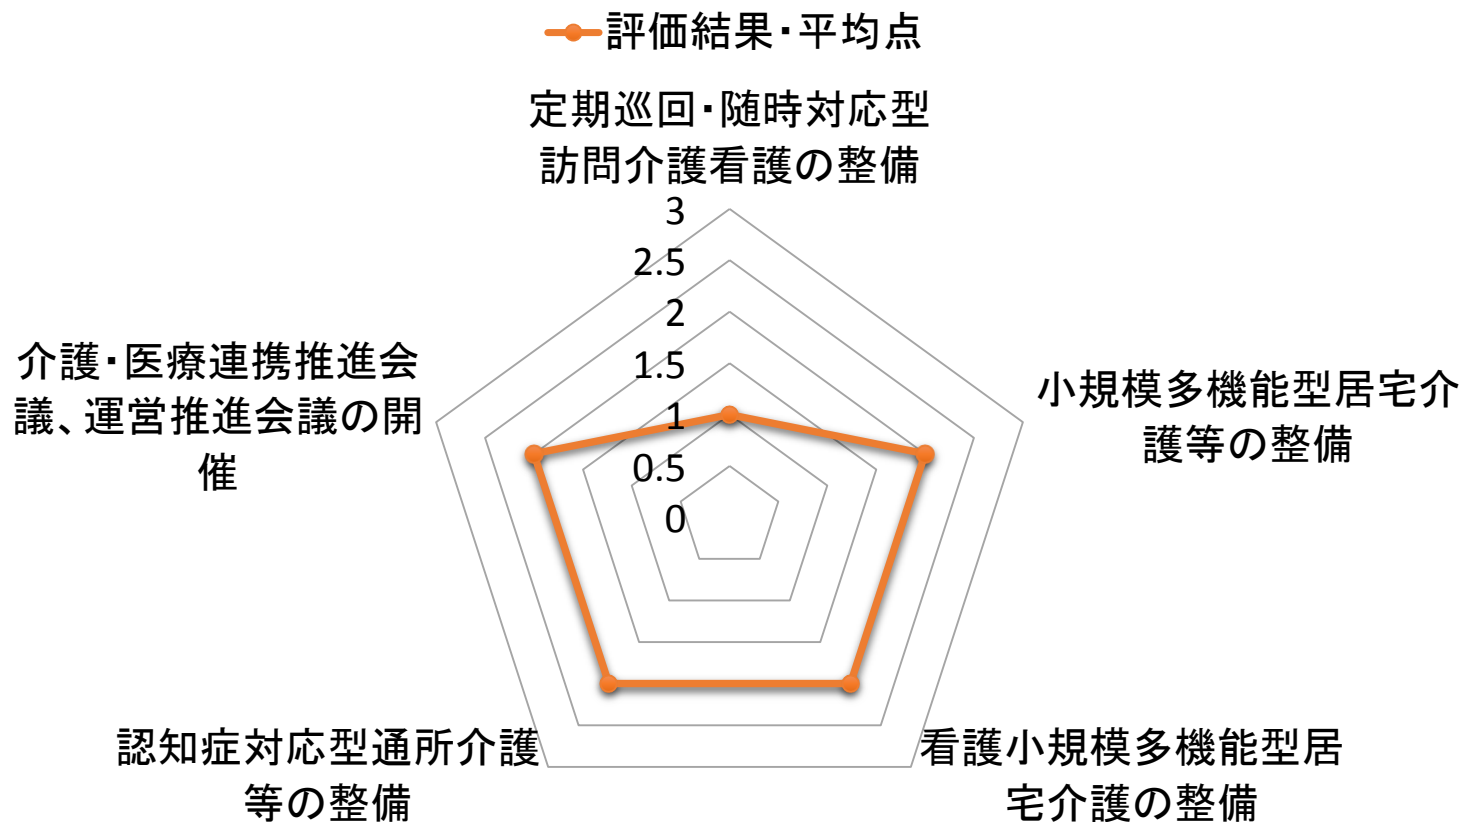 評価結果・平均点
定期巡回・随時対応型
訪問介護看護の整備
3
2.5
2
1.5
1
0.5
0
小規模多機能型居宅介
護等の整備
看護小規模多機能型居
宅介護の整備
認知症対応型通所介護
等の整備
介護・医療連携推進会
議、運営推進会議の開
催